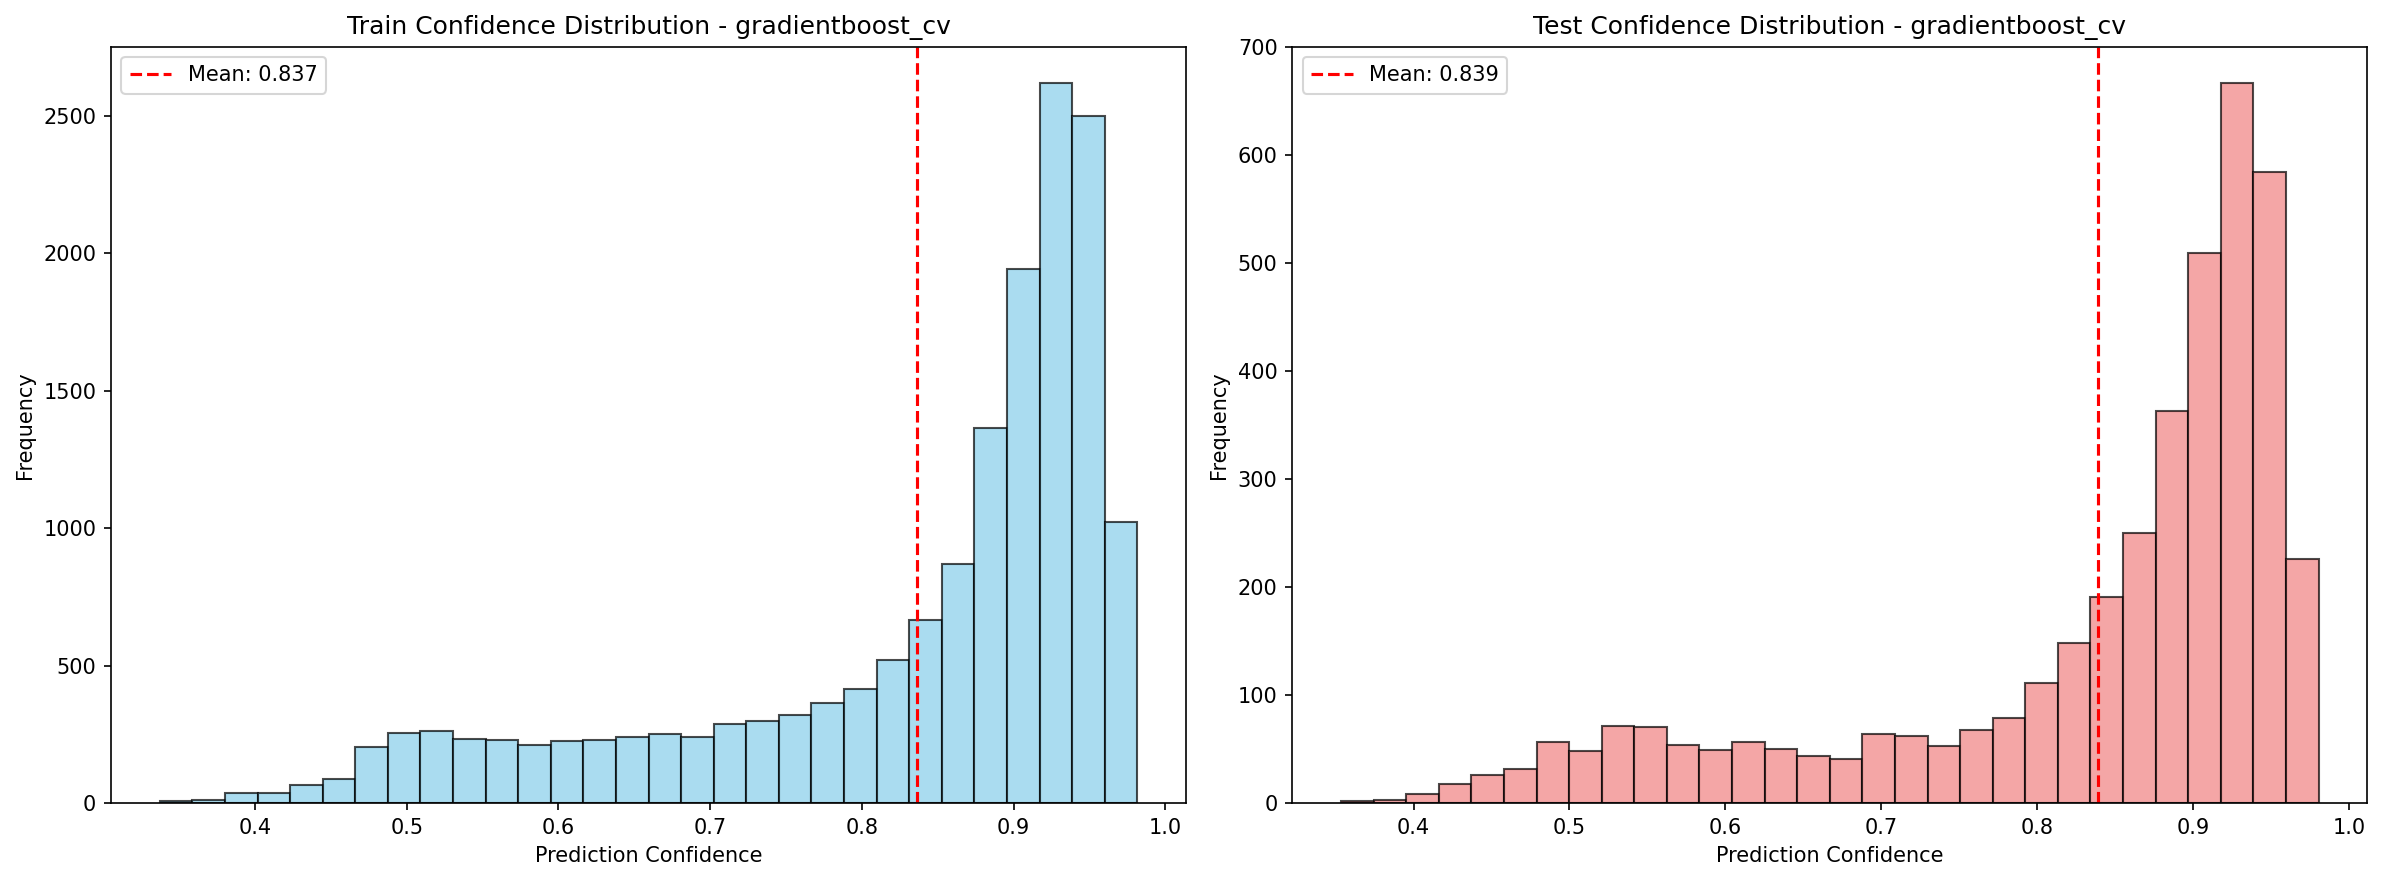 Train Confidence Distribution - gradientboost_cv
Mean: 0.837
2500
2000
1500
1000
500
0
Frequency
0.4 0.5 0.6 0.7 0.8 0.9 1.0
Prediction Confidence
Test Confidence Distribution - gradientboost_cv
Mean: 0.839
700
600
500
400
300
200
100
0
Frequency
0.4 0.5 0.6 0.7 0.8 0.9 1.0
Prediction Confidence